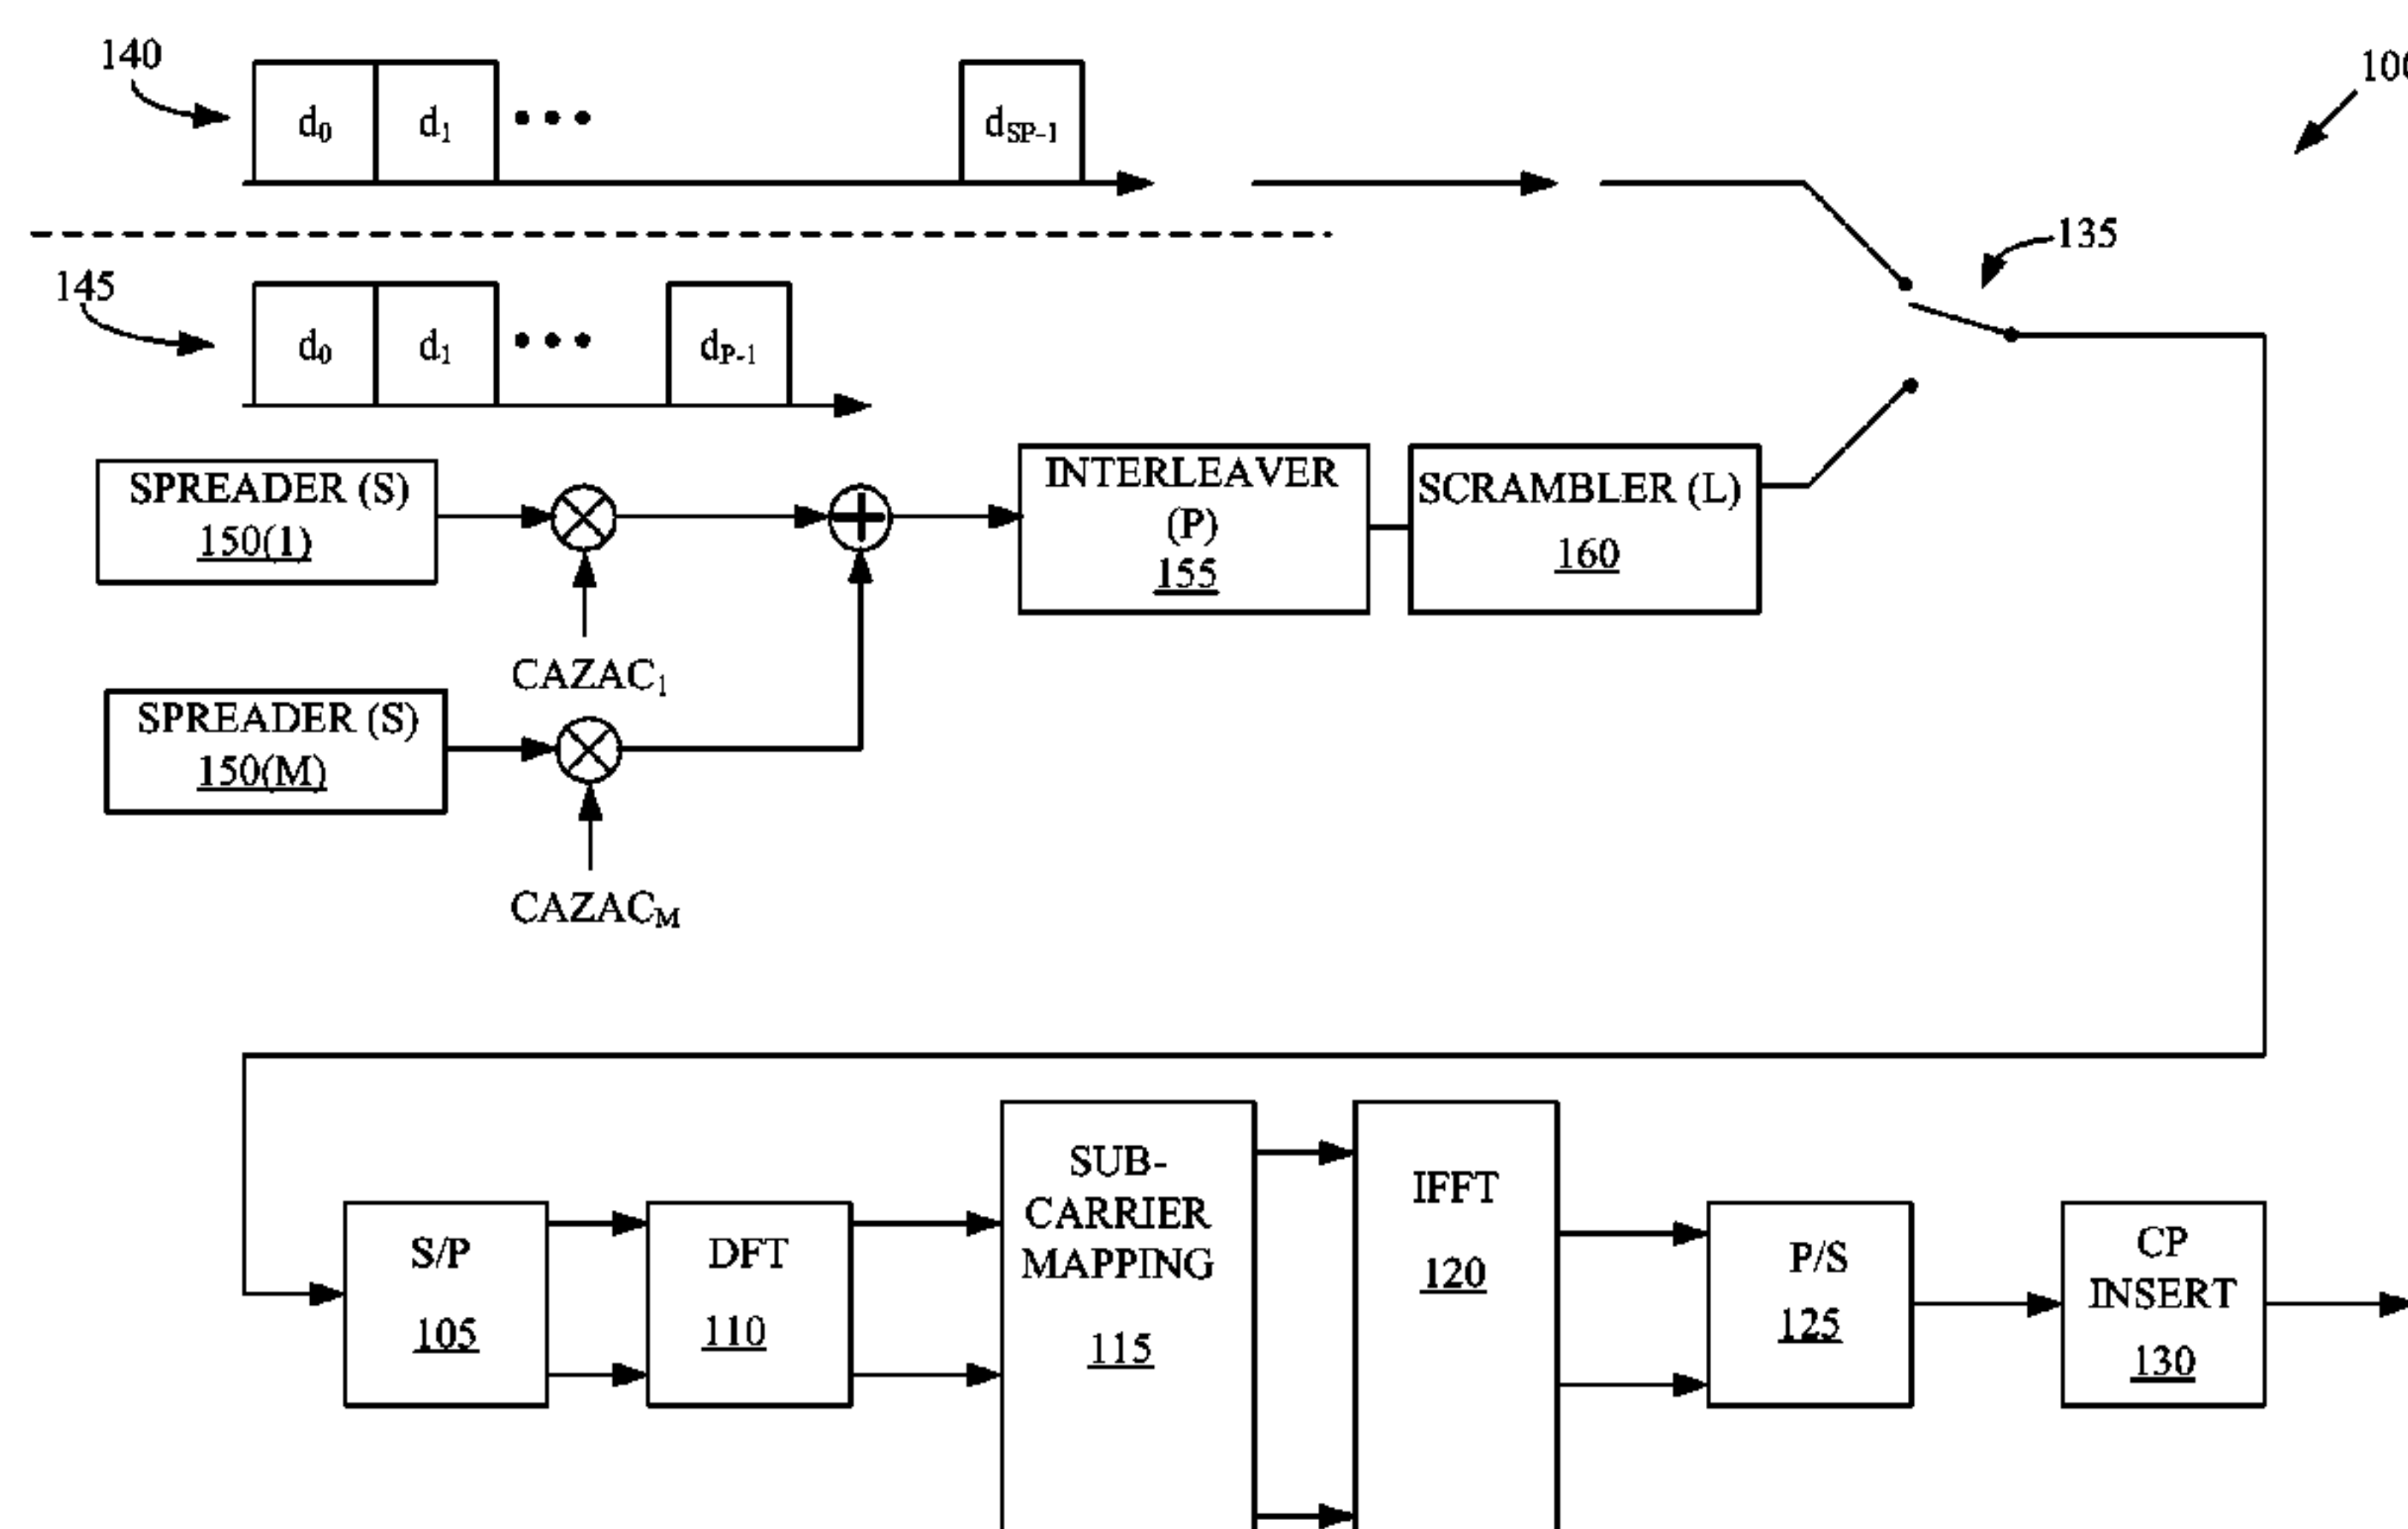 140
d0 d1 dSP-1
100
135
145
d0 d1 dP-1
SPREADER (S)
150(1)
INTERLEAVER
(P)
155
SCRAMBLER (L)
160
CAZAC1
SPREADER (S)
150(M)
CAZACM
S/P
105
DFT
110
SUB-
CARRIER
MAPPING
115
IFFT
120
P/S
125
CP
INSERT
130